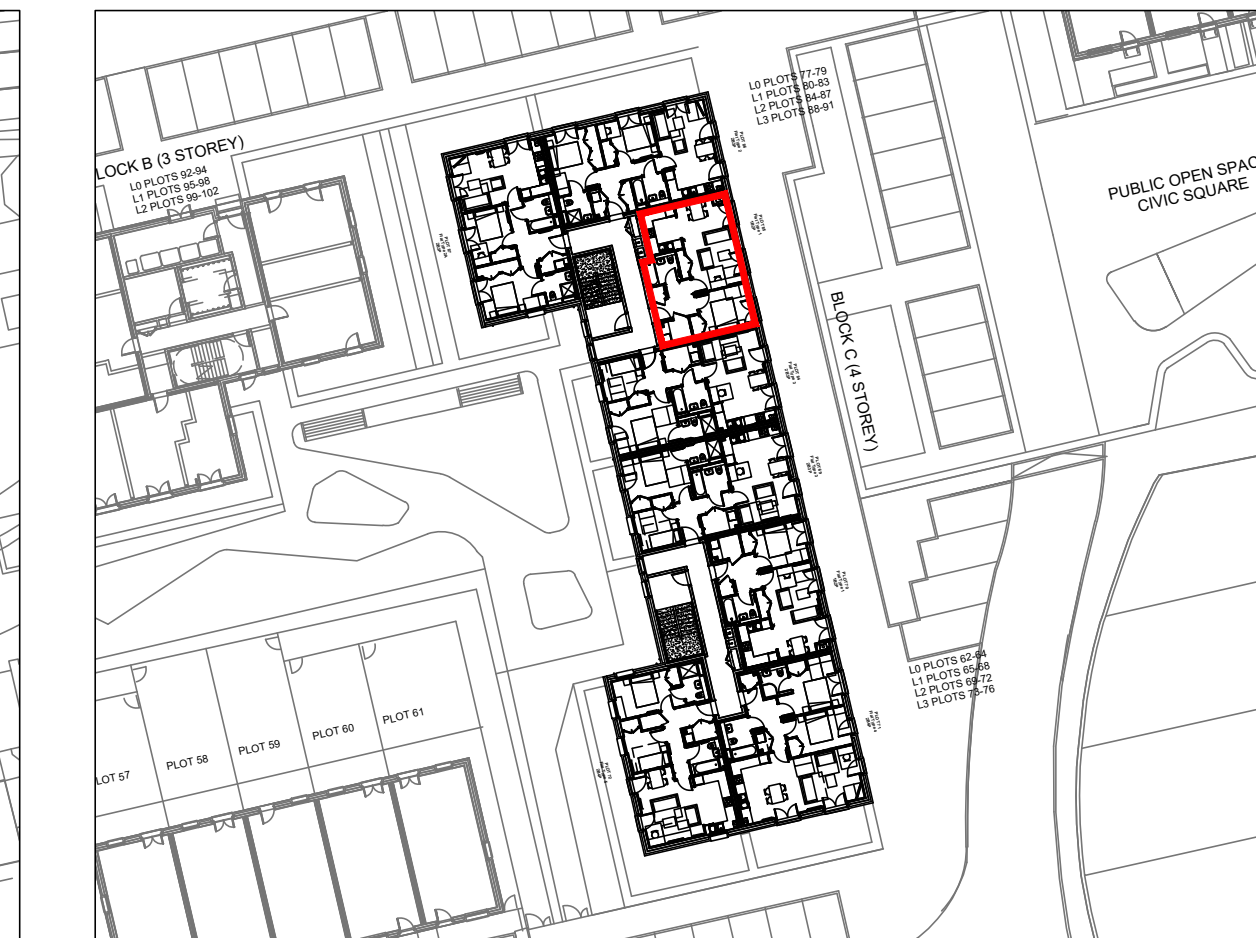 LOCK B (3 STOREY)
L0 PLOTS 92-94
L1 PLOTS 95-98
L2 PLOTS 99-102
L0 PLOTS 77-79
L1 PLOTS 80-83
L2 PLOTS 84-87
L3 PLOTS 88-91
PUBLIC OPEN SPAC
CIVIC SQUARE
BLOCK C (4 STOREY)
L0 PLOTS 62-64
L1 PLOTS 65-68
L2 PLOTS 69-72
L3 PLOTS 73-76
LOT 57
PLOT 58
PLOT 59
PLOT 60
PLOT 61